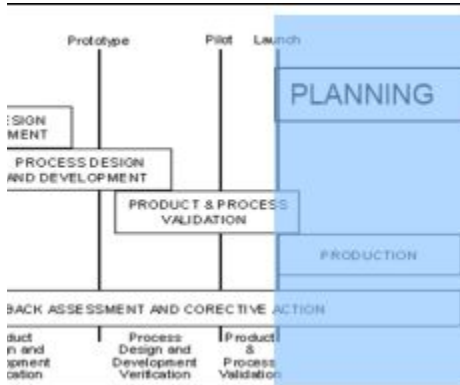 Prototype Pilot Launch
PLANNING
ESIGN
MENT
PROCESS DESIGN
AND DEVELOPMENT
PRODUCT & PROCESS
VALIDATION
PRODUCTION
BACK ASSESSMENT AND CORECTIVE ACTION
duct
n and
opment
cation
Process
Design and
Development
Verification
Product
&
Process
Validation